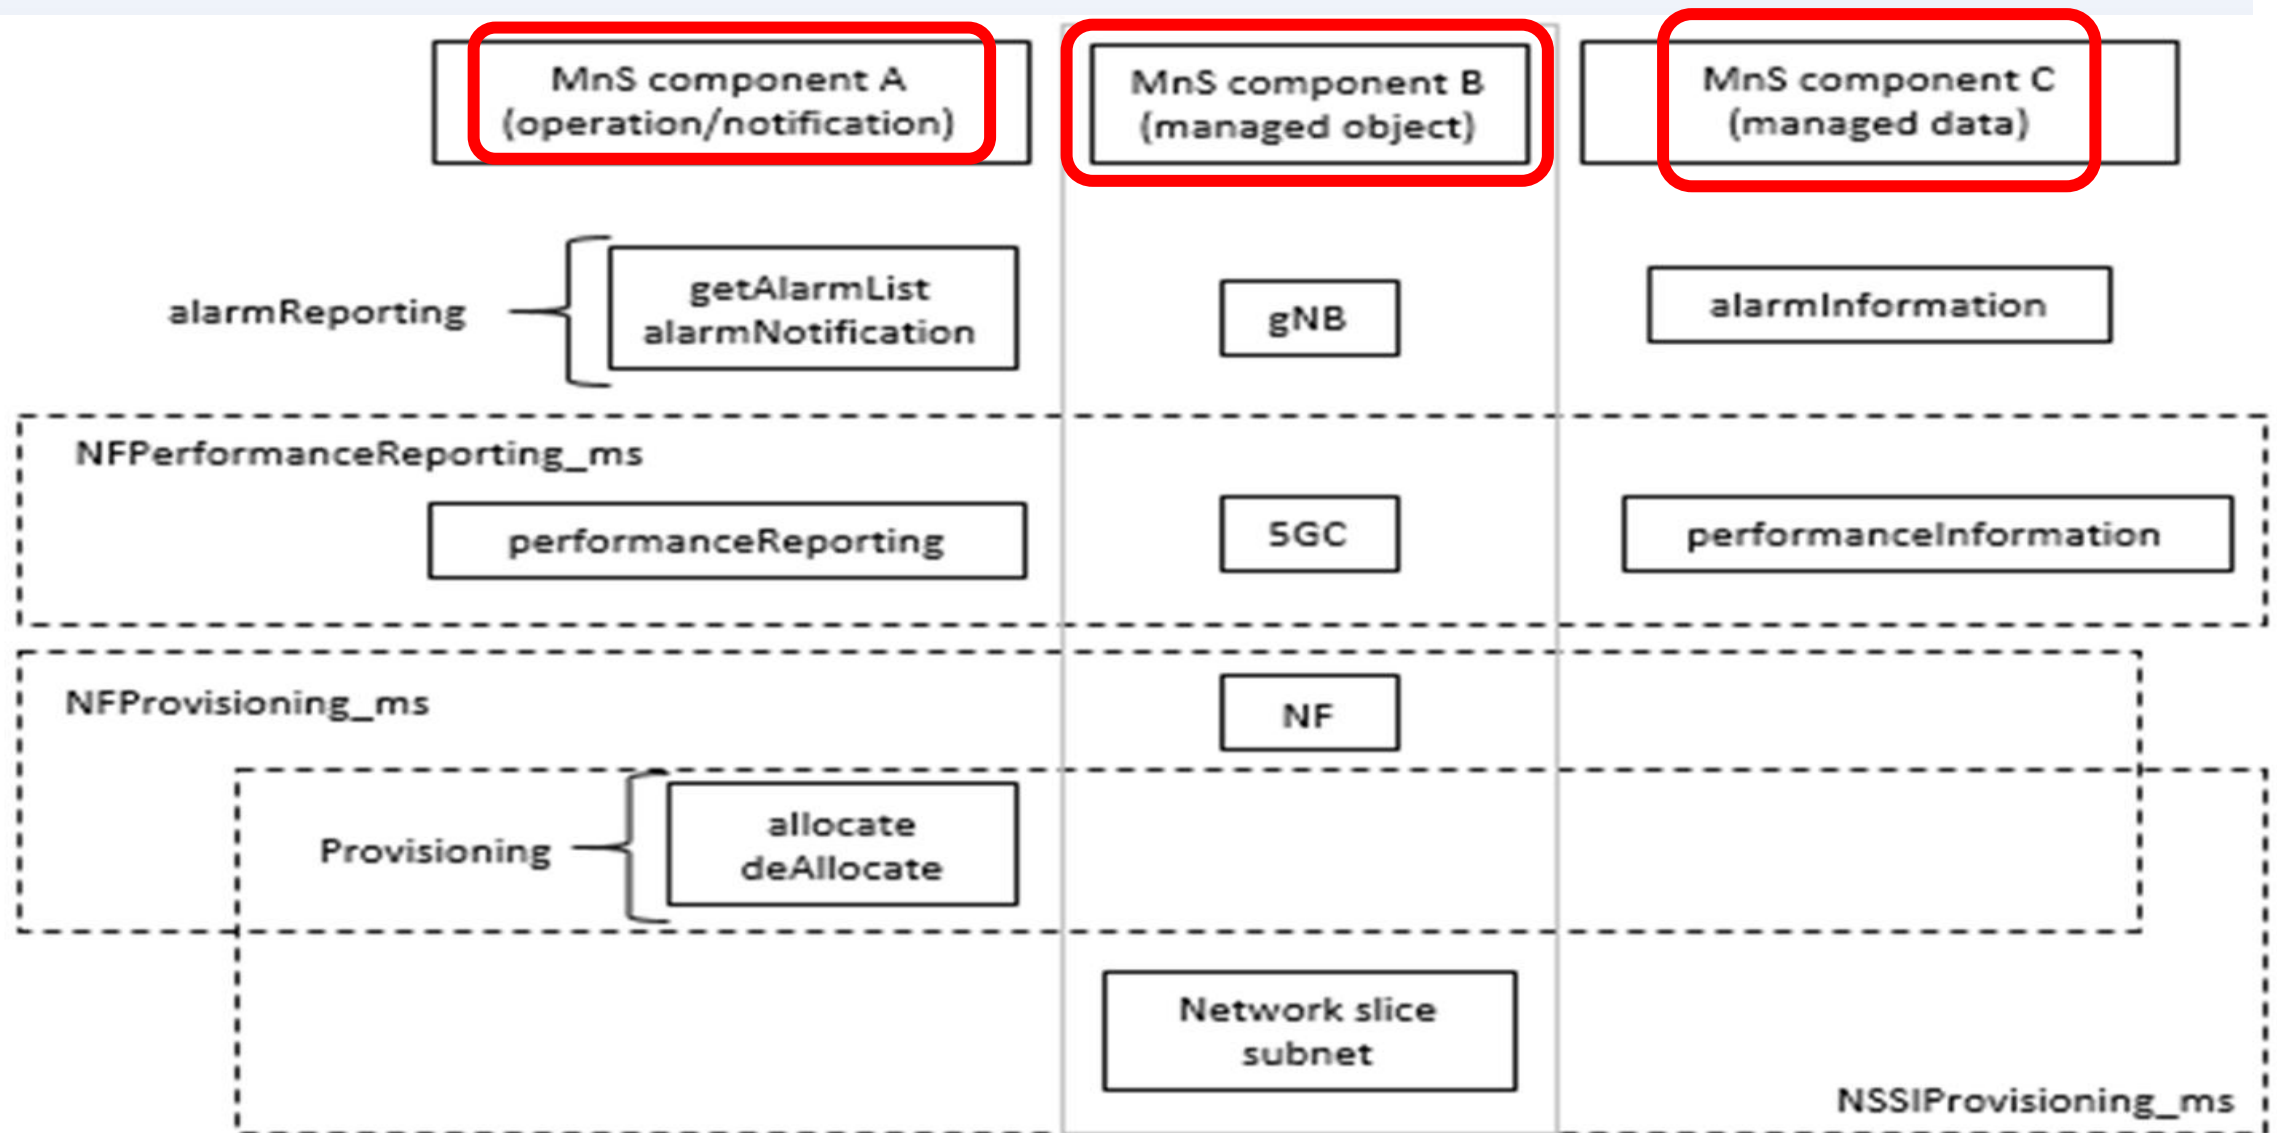 MnS component A
(operation/notification)
MnS component B
(managed object)
MnS component C
(managed data)
alarmReporting
getAlarmList
alarmNotification
gNB
alarmInformation
NFPerformanceReporting_ms
performanceReporting
5GC
performanceInformation
NFProvisioning_ms
NF
Provisioning
allocate
deAllocate
Network slice
subnet
NSSIProvisioning_ms